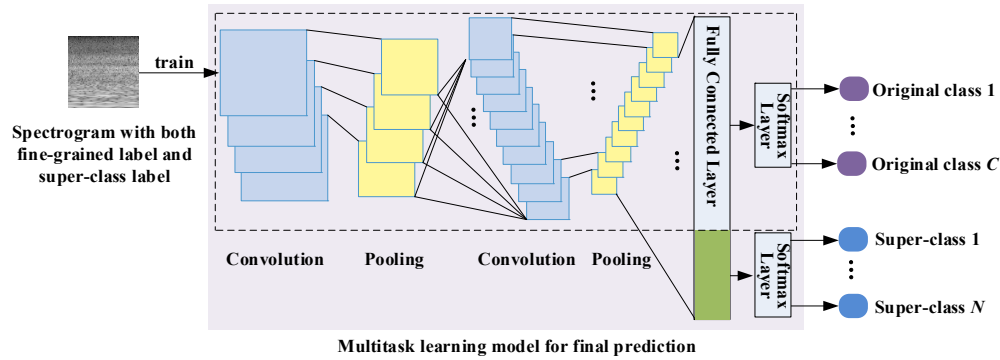 train
Spectrogram with both
fine-grained label and
super-class label
Convolution
Pooling
Convolution
Pooling
Fully Connected Layer
Softmax
Layer
Softmax
Layer
Original class 1
Original class C
Super-class 1
Super-class N
Multitask learning model for final prediction